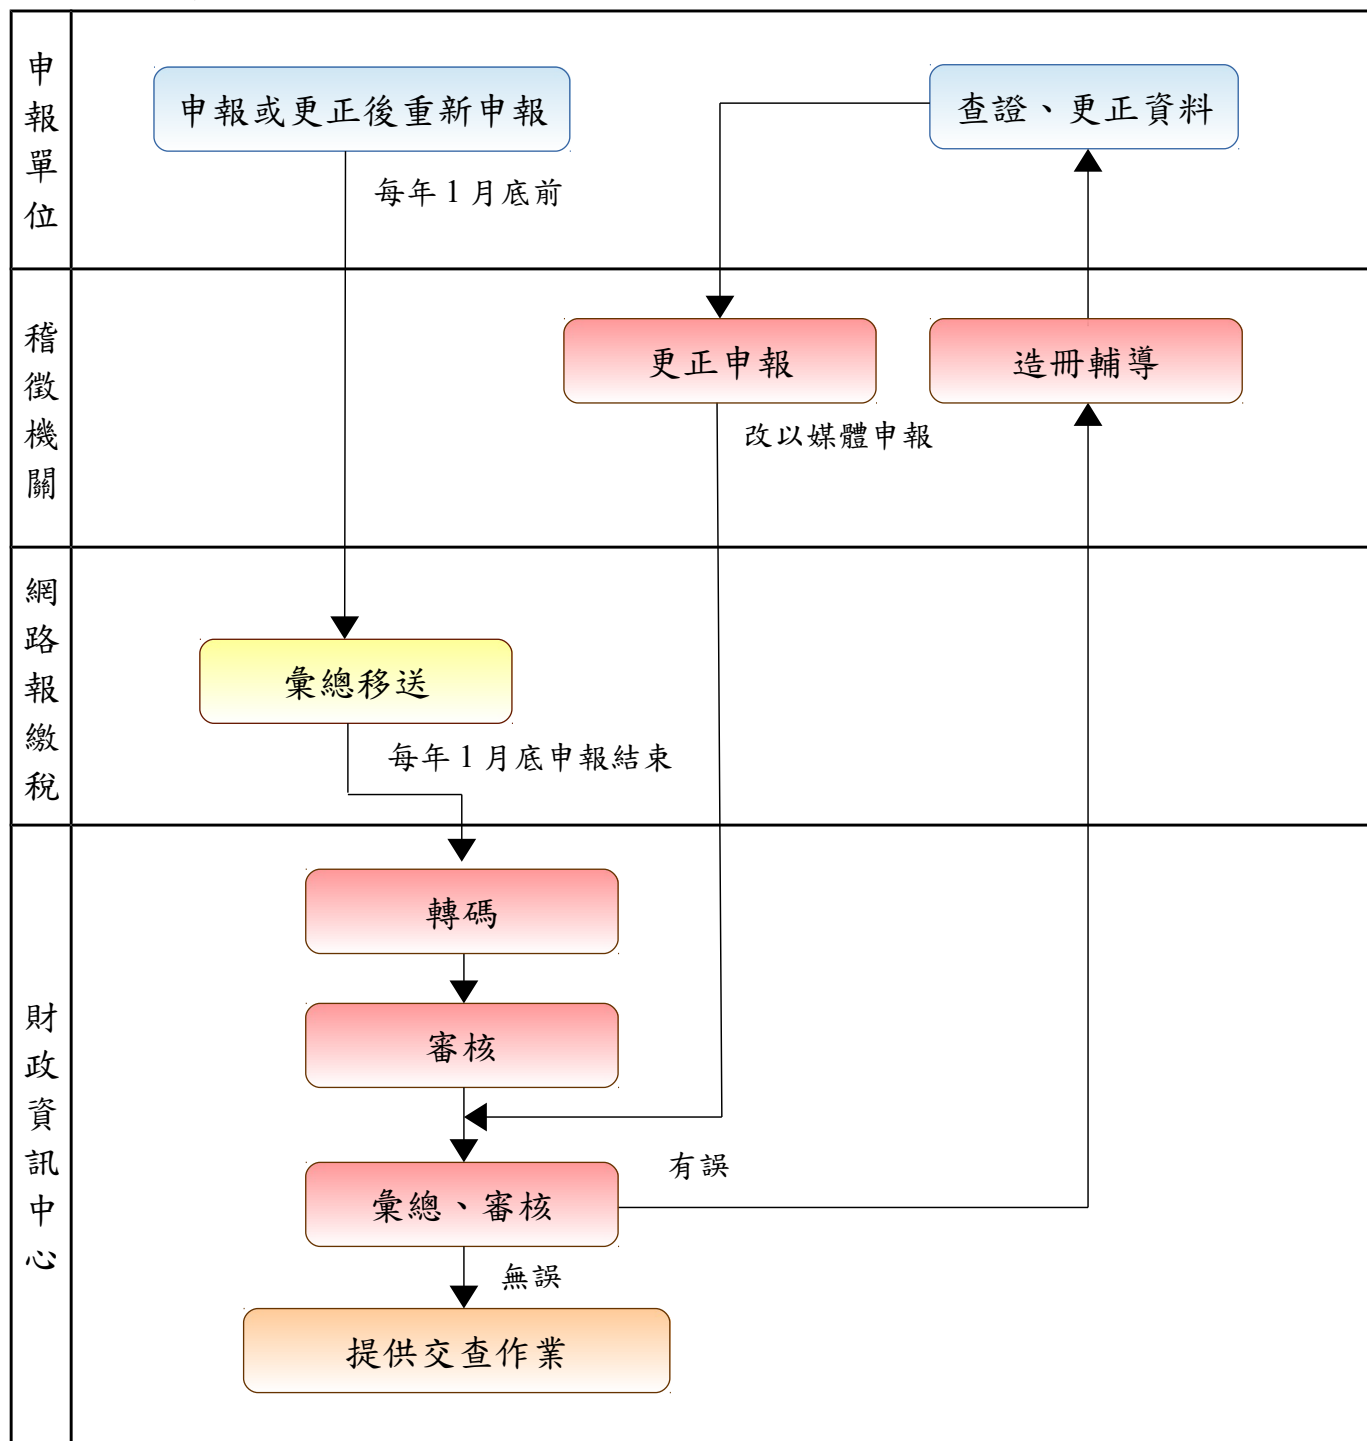 申報單位
申報或更正後重新申報
查證、更正資料
每年1月底前
稽徵機關
更正申報
造冊輔導
改以媒體申報
網路報繳稅
彙總移送
每年1月底申報結束
財政資訊中心
轉碼
審核
有誤
彙總、審核
無誤
提供交查作業